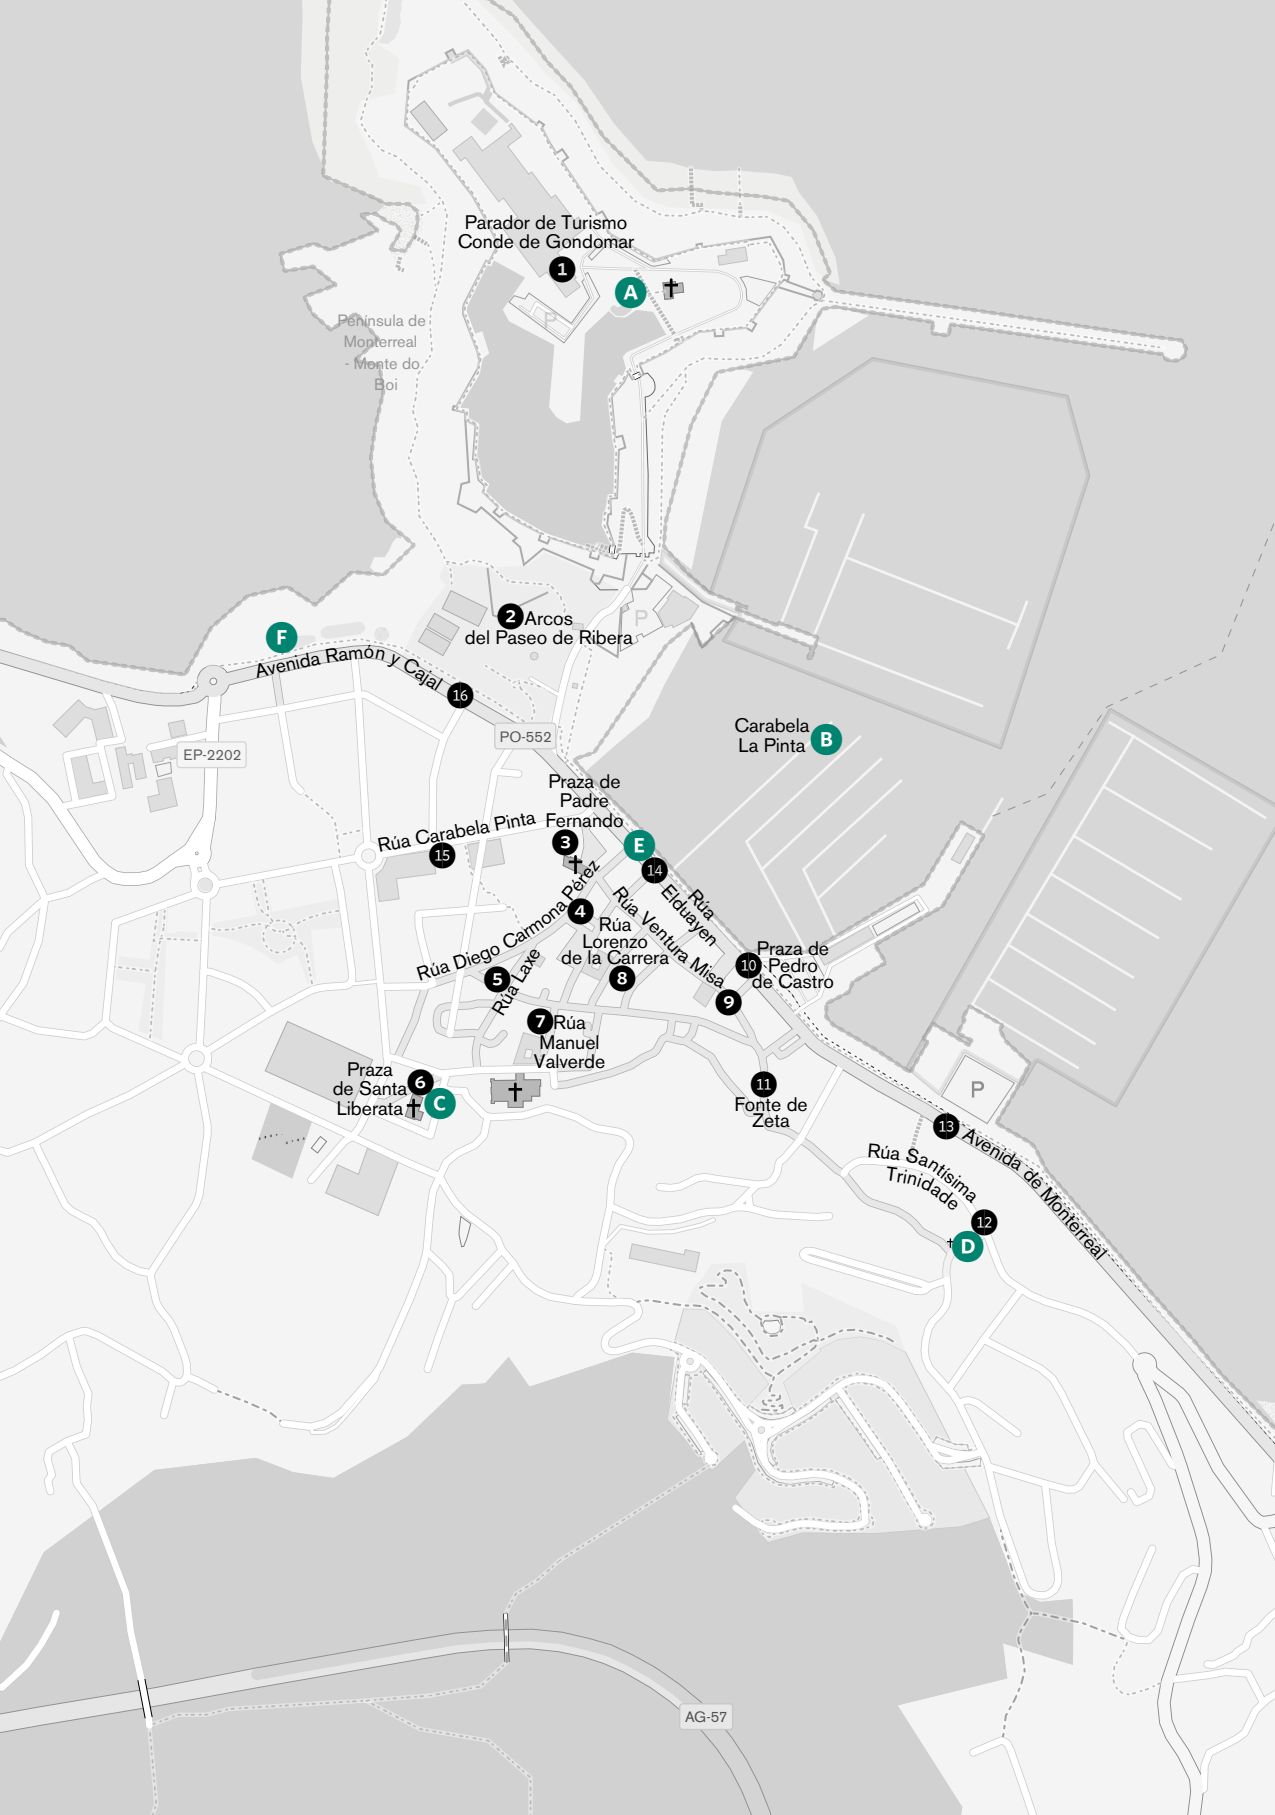 Parador de Turismo
Conde de Gondomar
1
A
P
Península de
Monterreal
- Monte do
Boi
2
Arcos
del Paseo de Ribera
P
F
Avenida Ramón y Cajal
16
PO-552
EP-2202
Carabela
La Pinta
B
Praza de
Padre
Fernando
3
Rúa Carabela Pinta
15
E
14
Rúa
Elduayen
Rúa Ventura Misa
Rúa Diego Carmona Pérez
4
Rúa
Lorenzo
de la Carrera
8
5
Rúa Laxe
10
Praza de
Pedro
de Castro
9
7
Rúa
Manuel
Valverde
Praza
de Santa
Liberata
6
C
11
Fonte de
Zeta
P
13
Avenida de Monterreal
Rúa Santísima
Trinidade
12
D
AG-57